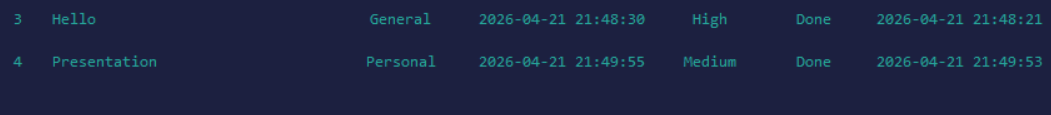 3 Hello General 2026-04-21 21:48:30 High Done 2026-04-21 21:48:21
4 Presentation Personal 2026-04-21 21:49:55 Medium Done 2026-04-21 21:49:53